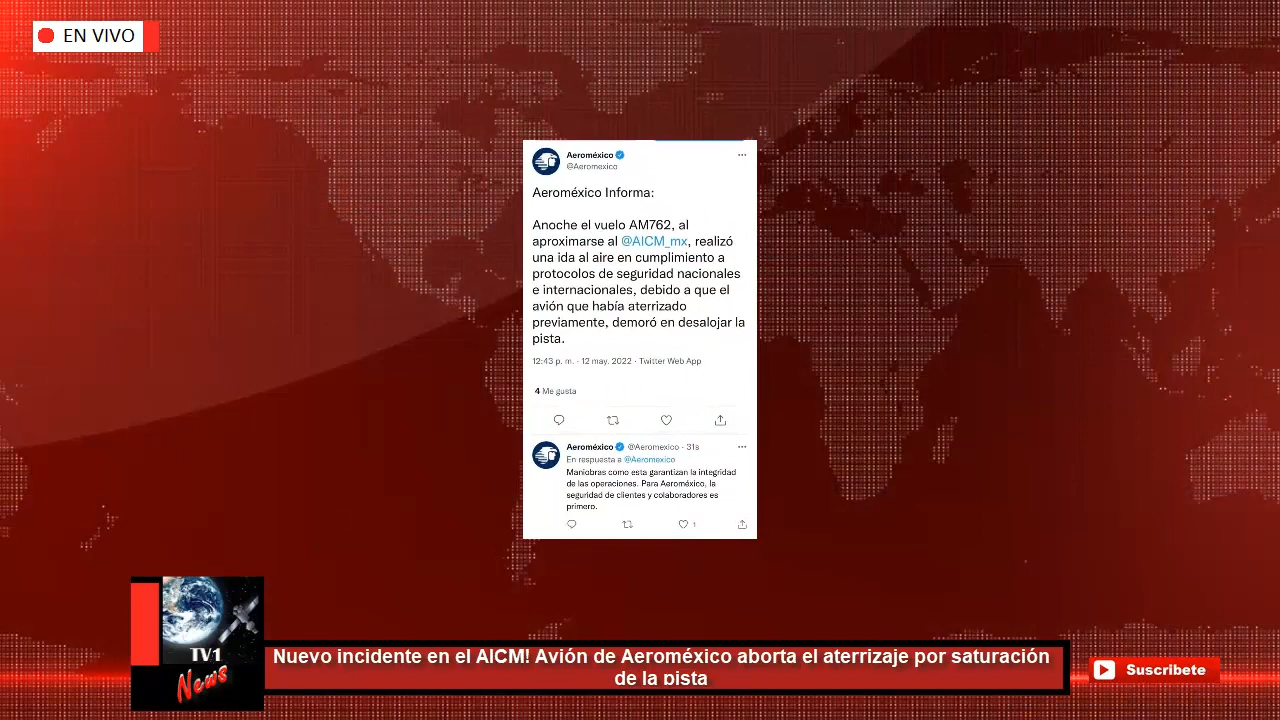 EN VIVO
Aeroméxico
@Aeromexico
Aeroméxico Informa:
Anoche el vuelo AM762, al
aproximarse al @AICM_mx, realizó
una ida al aire en cumplimiento a
protocolos de seguridad nacionales
e internacionales, debido a que el
avión que había aterrizado
previamente, demoró en desalojar la
pista.
12:43 p. m. · 12 may. 2022 · Twitter Web App
4 Me gusta
Aeroméxico @Aeromexico · 31s
En respuesta a @Aeromexico
Maniobras como esta garantizan la integridad
de las operaciones. Para Aeroméxico, la
seguridad de clientes y colaboradores es
primero.
1
TV1
News
Nuevo incidente en el AICM! Avión de Aeroméxico aborta el aterrizaje por saturación
de la pista
Suscribete